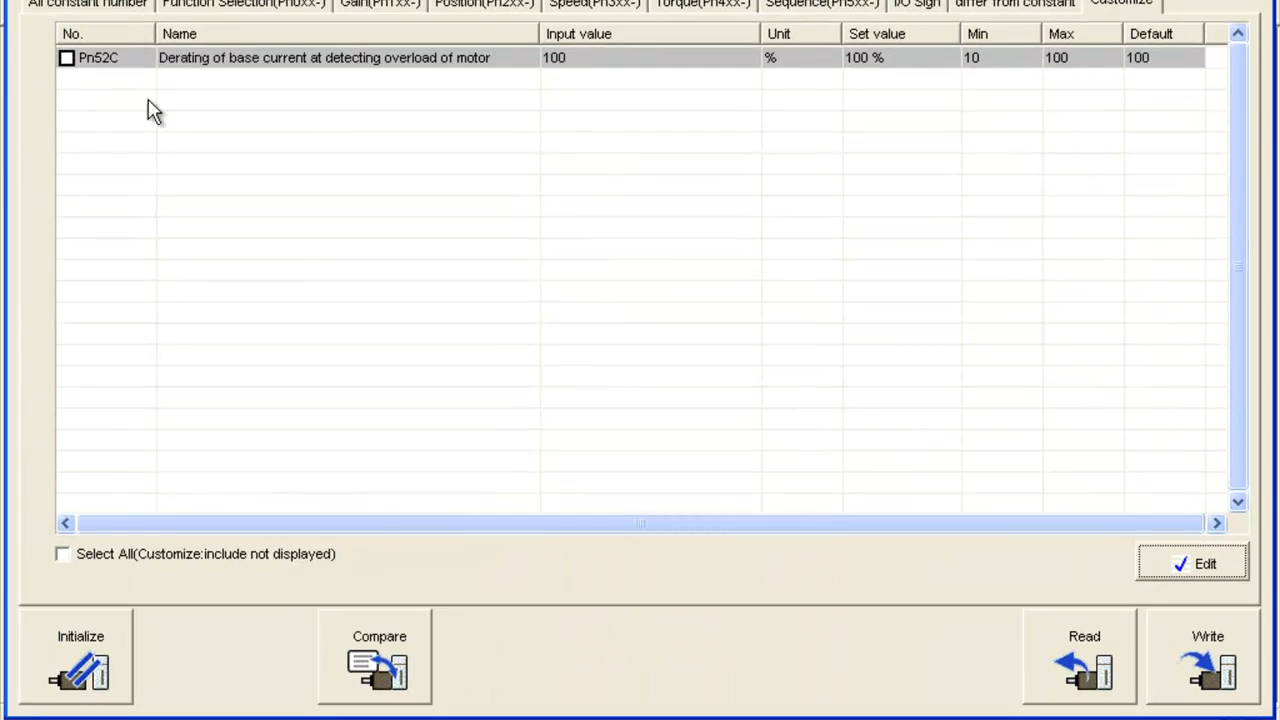 All constant number Function Selection(Pn0xx-) Gain(Pn1xx-) Position(Pn2xx-) Speed(Pn3xx-) Torque(Pn4xx-) Sequence(Pn5xx-) I/O Sign differ from constant Customize
No. Name Input value Unit Set value Min Max Default
Pn52C Derating of base current at detecting overload of motor 100 % 100 % 10 100 100
Select All(Customize:include not displayed)
Edit
Initialize Compare Read Write